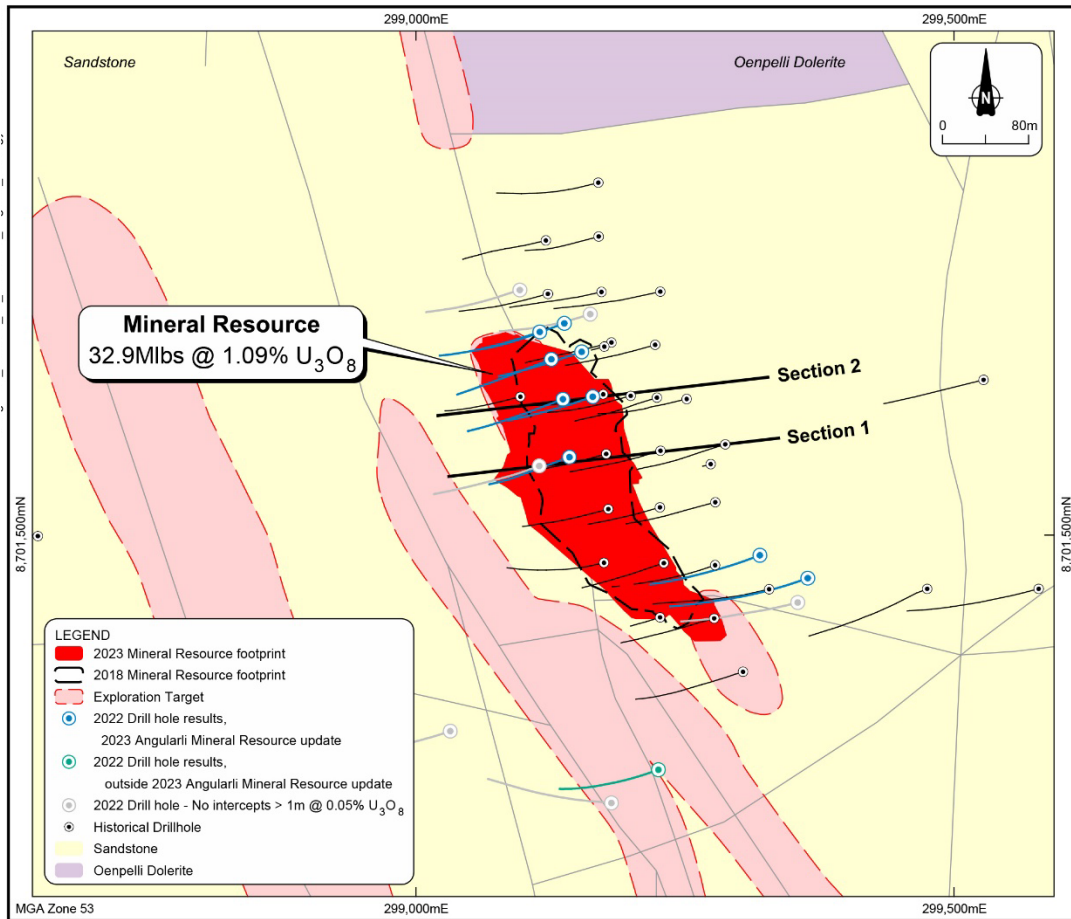 299,000mE
299,500mE
Sandstone
Oenpelli Dolerite
N
0 80m
Mineral Resource
32.9Mlbs @ 1.09% U3O8
Section 2
Section 1
8,701,500mN
8,701,500mN
LEGEND
2023 Mineral Resource footprint
2018 Mineral Resource footprint
Exploration Target
2022 Drill hole results,
2023 Angularli Mineral Resource update
2022 Drill hole results,
outside 2023 Angularli Mineral Resource update
2022 Drill hole - No intercepts > 1m @ 0.05% U3O8
Historical Drillhole
Sandstone
Oenpelli Dolerite
MGA Zone 53
299,000mE
299,500mE